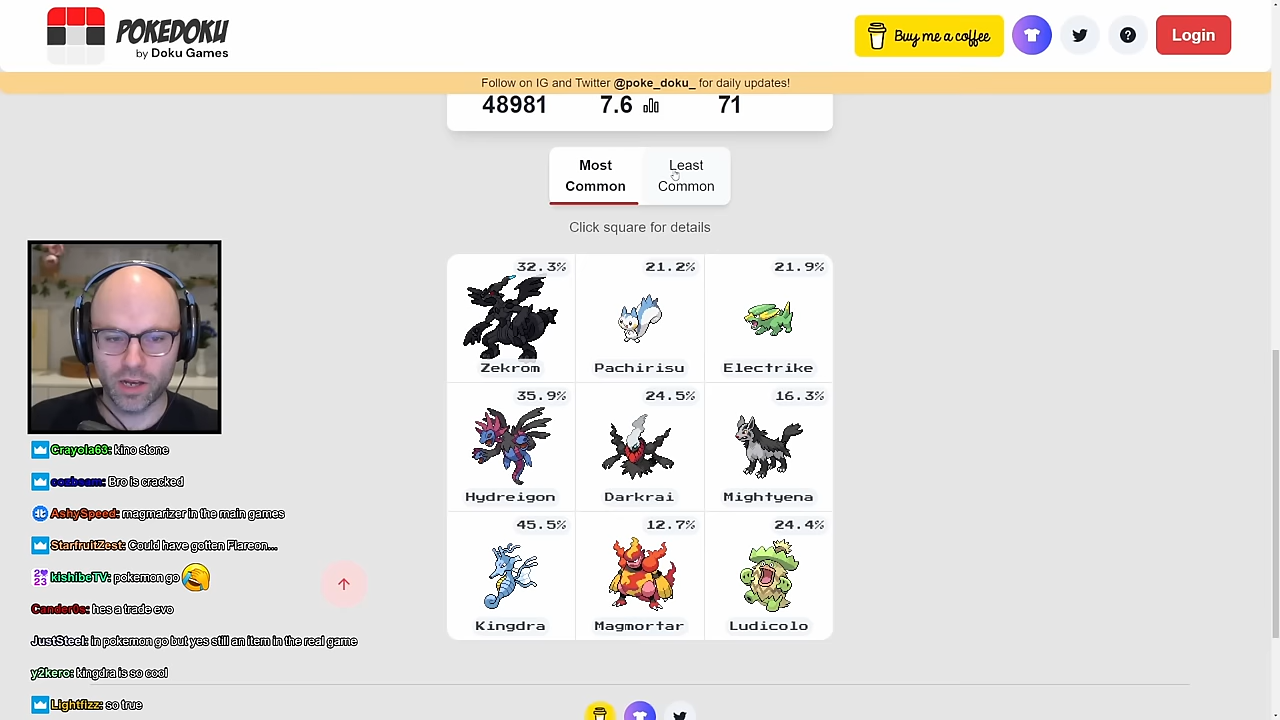 POKEDOKU
by Doku Games
Buy me a coffee
Login
Follow on IG and Twitter @poke_doku_ for daily updates!
48981 7.6 71
Most Common
Least Common
Click square for details
32.3% 21.2% 21.9%
Zekrom Pachirisu Electrike
35.9% 24.5% 16.3%
Hydreigon Darkrai Mightyena
45.5% 12.7% 24.4%
Kingdra Magmortar Ludicolo
Crayola63: kino stone
Bro is cracked
AshySpeed: magmarizer in the main games
StarfruitZest: Could have gotten Flareon...
kishibeTV: pokemon go
Cander0s: hes a trade evo
JustSteel: in pokemon go but yes still an item in the real game
y2kero: kingdra is so cool
Lightfizz: so true